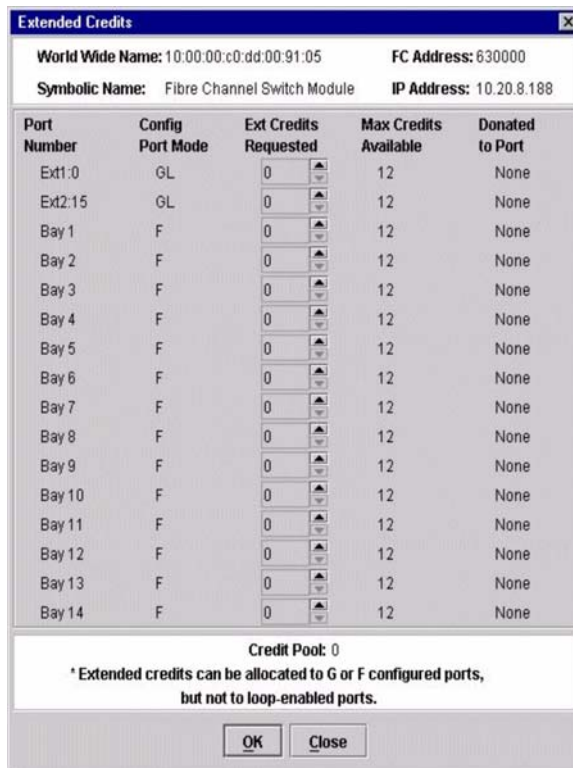 Extended Credits
World Wide Name: 10:00:00:c0:dd:00:91:05 FC Address: 630000
Symbolic Name: Fibre Channel Switch Module IP Address: 10.20.8.188
Port Number Config Port Mode Ext Credits Requested Max Credits Available Donated to Port
Ext1:0 GL 0 12 None
Ext2:15 GL 0 12 None
Bay 1 F 0 12 None
Bay 2 F 0 12 None
Bay 3 F 0 12 None
Bay 4 F 0 12 None
Bay 5 F 0 12 None
Bay 6 F 0 12 None
Bay 7 F 0 12 None
Bay 8 F 0 12 None
Bay 9 F 0 12 None
Bay 10 F 0 12 None
Bay 11 F 0 12 None
Bay 12 F 0 12 None
Bay 13 F 0 12 None
Bay 14 F 0 12 None
Credit Pool: 0
* Extended credits can be allocated to G or F configured ports,
but not to loop-enabled ports.
OK Close